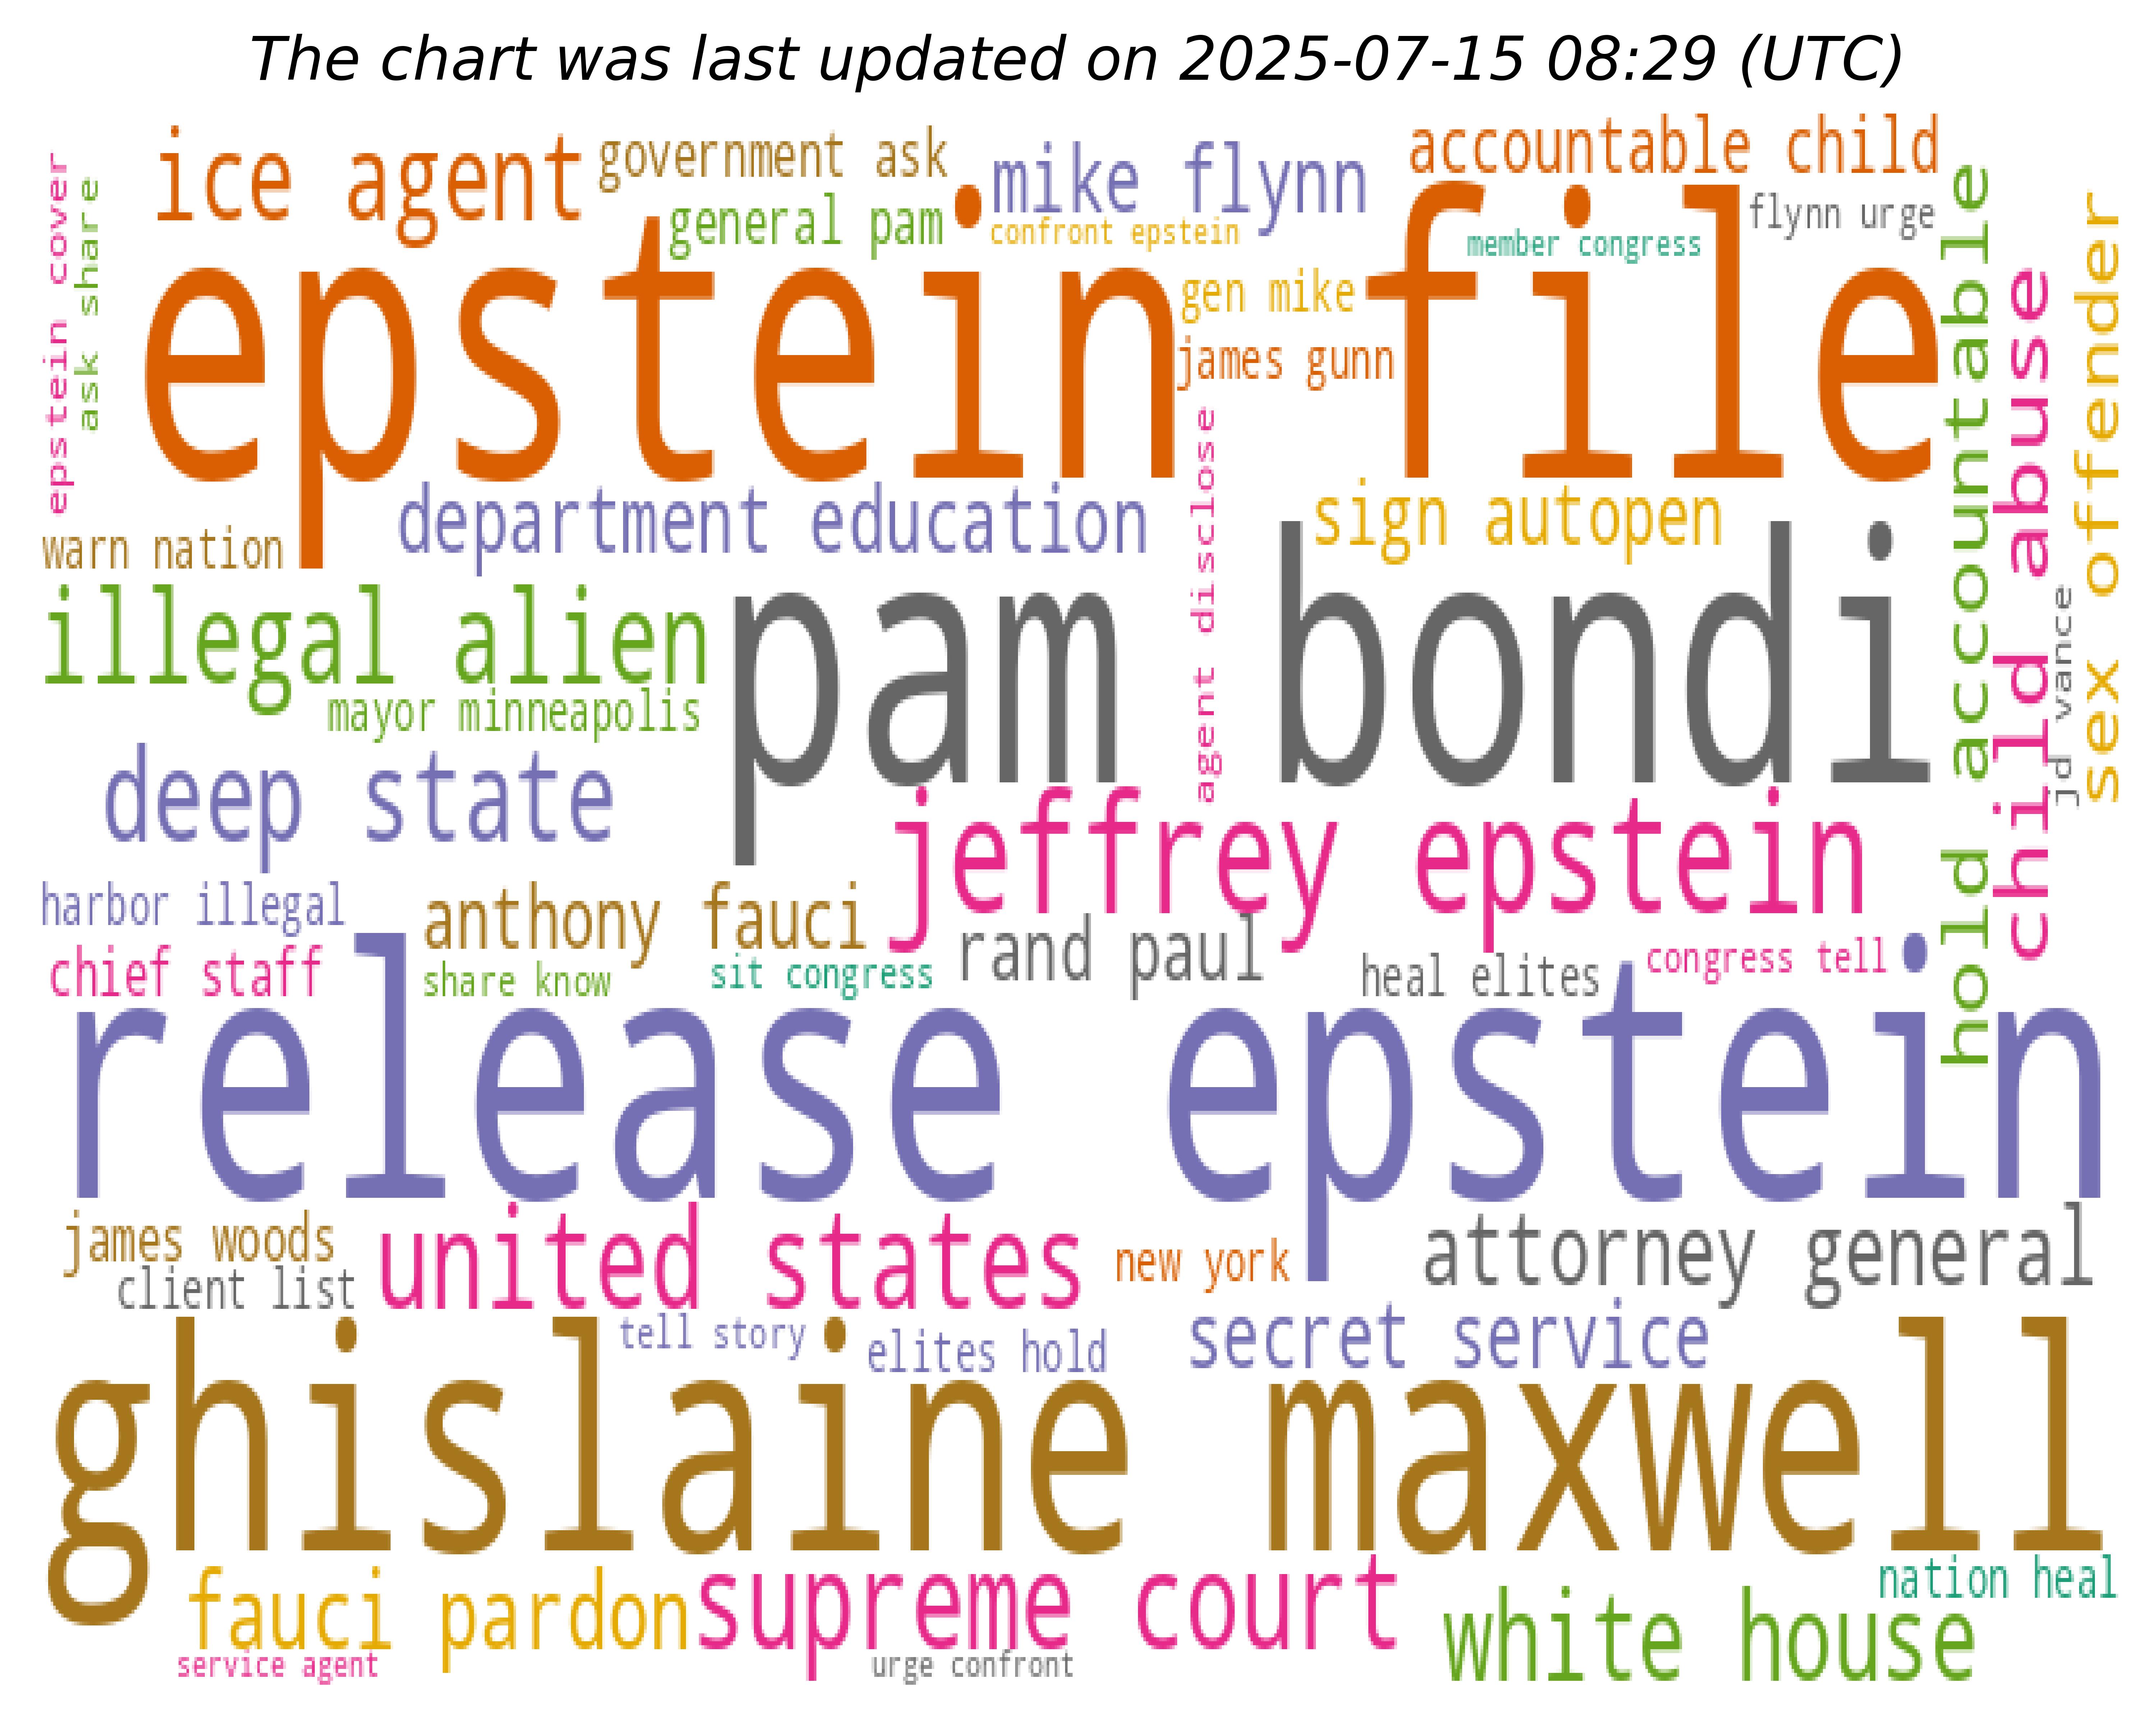 The chart was last updated on 2025-07-15 08:29 (UTC)
epstein cover
ask share
ice agent
government ask
general pam
mike flynn
confront epstein
accountable child
member congress
flynn urge
epstein file
gen mike
james gunn
hold accountable
child abuse
sex offender
jd vance
agent disclose
warn nation
department education
sign autopen
illegal alien
mayor minneapolis
pam bondi
deep state
jeffrey epstein
harbor illegal
anthony fauci
rand paul
chief staff
share know
sit congress
heal elites
congress tell
release epstein
james woods
client list
united states
new york
attorney general
tell story
elites hold
secret service
ghislaine maxwell
fauci pardon
supreme court
nation heal
white house
service agent
urge confront